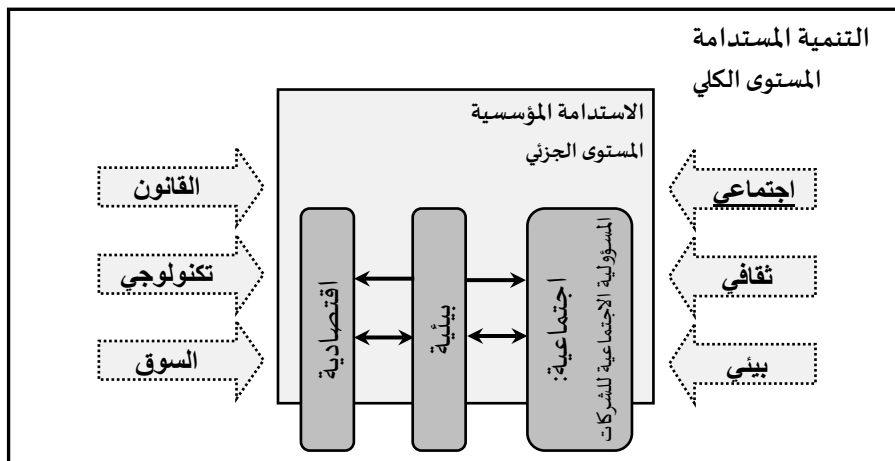 التنمية المستدامة
المستوى الكلي
الاستدامة المؤسسية
المستوى الجزئي
اجتماعي
القانون
ثقافي
تكنولوجي
بيئي
السوق
اجتماعية:
المسؤولية الاجتماعية للشركات
بيئية
اقتصادية